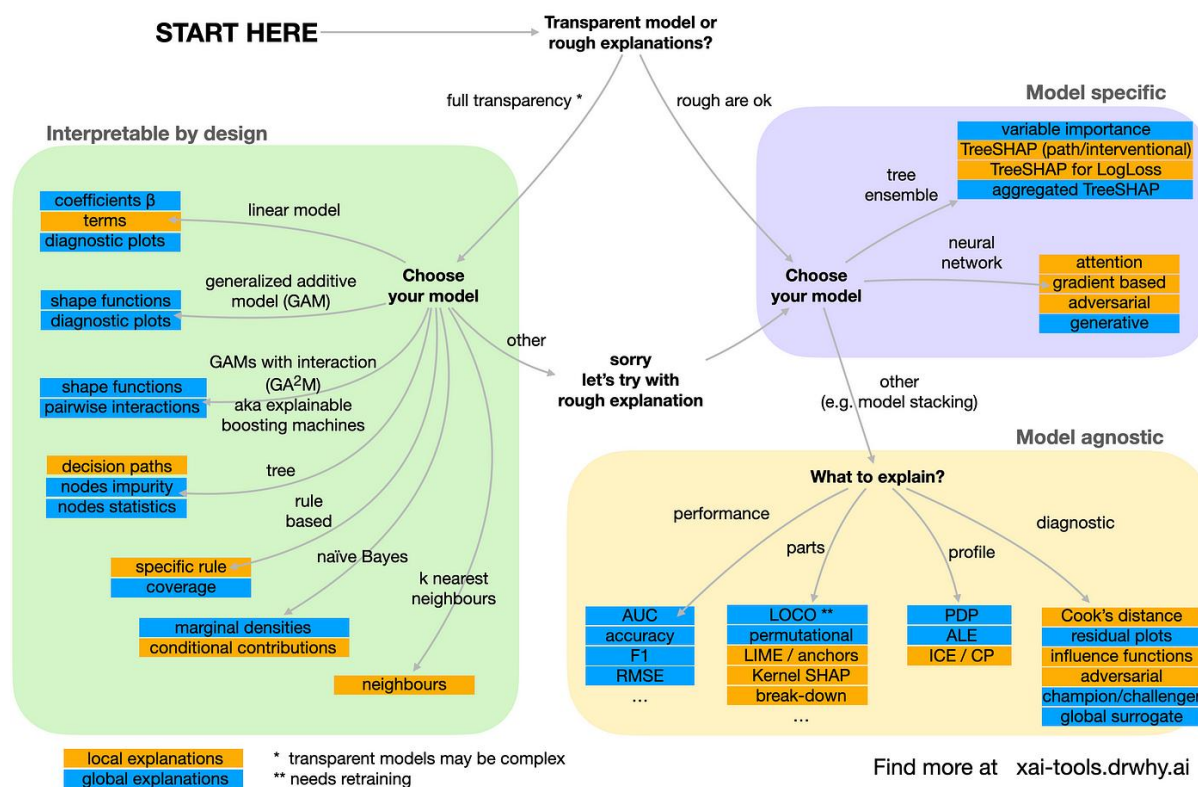 START HERE
Transparent model or
rough explanations?
full transparency *
rough are ok
Interpretable by design
coefficients β
terms
diagnostic plots
linear model
shape functions
diagnostic plots
generalized additive
model (GAM)
Choose
your model
shape functions
pairwise interactions
GAMs with interaction
(GA²M)
aka explainable
boosting machines
decision paths
nodes impurity
nodes statistics
tree
rule
based
specific rule
coverage
naïve Bayes
marginal densities
conditional contributions
k nearest
neighbours
neighbours
other
sorry
let's try with
rough explanation
Model specific
variable importance
TreeSHAP (path/interventional)
TreeSHAP for LogLoss
aggregated TreeSHAP
tree
ensemble
neural
network
attention
gradient based
adversarial
generative
Choose
your model
other
(e.g. model stacking)
Model agnostic
What to explain?
performance
parts
profile
diagnostic
AUC
accuracy
F1
RMSE
...
LOCO **
permutational
LIME / anchors
Kernel SHAP
break-down
...
PDP
ALE
ICE / CP
Cook's distance
residual plots
influence functions
adversarial
champion/challenger
global surrogate
local explanations
global explanations
* transparent models may be complex
** needs retraining
Find more at xai-tools.drwhy.ai